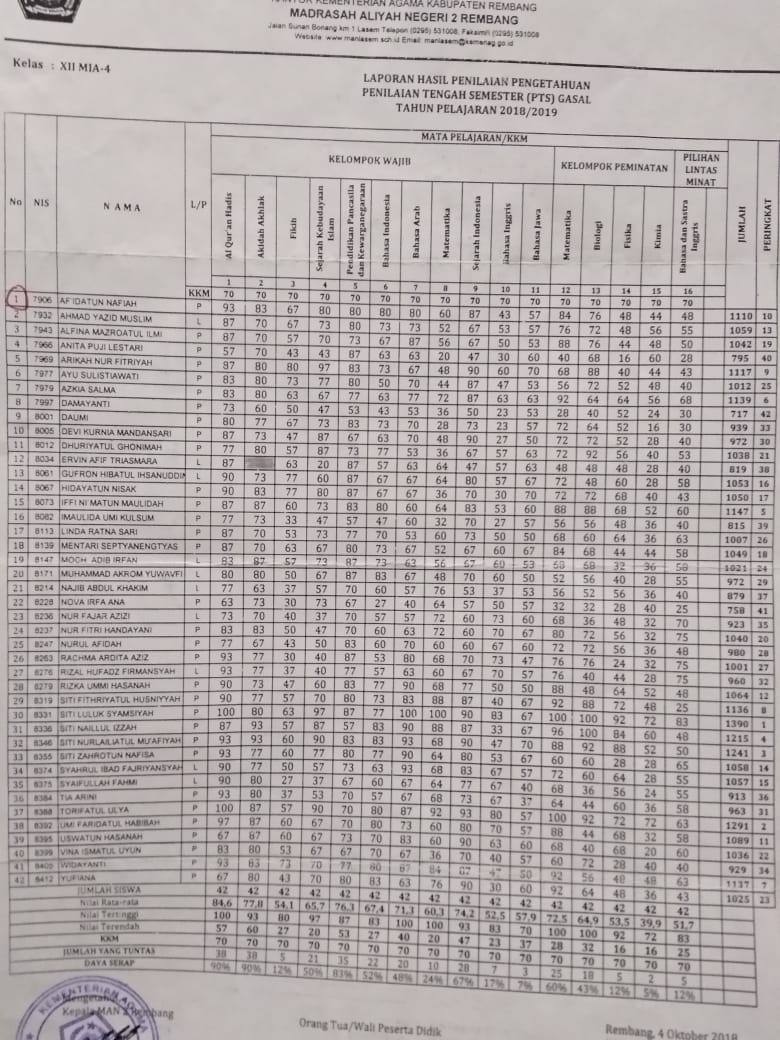 KANTOR KEMENTERIAN AGAMA KABUPATEN REMBANG
MADRASAH ALIYAH NEGERI 2 REMBANG
Jalan Sunan Bonang km 1 Lasem Telepon (0295) 531008; Faksimili (0295) 531008
Website: www.manlasem.sch.id Email: manlasem@kemenag.go.id
Kelas : XII MIA-4
LAPORAN HASIL PENILAIAN PENGETAHUAN
PENILAIAN TENGAH SEMESTER (PTS) GASAL
TAHUN PELAJARAN 2018/2019
No NIS N A M A L/P MATA PELAJARAN/KKM JUMLAH PERINGKAT
KELOMPOK WAJIB KELOMPOK PEMINATAN PILIHAN LINTAS MINAT
Al Qur'an Hadis Akidah Akhlak Fikih Sejarah Kebudayaan Islam Pendidikan Pancasila dan Kewarganegaraan Bahasa Indonesia Bahasa Arab Matematika Sejarah Indonesia Bahasa Inggris Bahasa Jawa Matematika Biologi Fisika Kimia Bahasa dan Sastra Inggris
1 2 3 4 5 6 7 8 9 10 11 12 13 14 15 16
KKM 70 70 70 70 70 70 70 70 70 70 70 70 70 70 70 70
1 7906 AF'IDATUN NAFIAH P 93 83 67 80 80 80 80 60 87 43 57 84 76 48 44 48 1110 10
2 7932 AHMAD YAZID MUSLIM L 87 70 67 73 80 73 73 52 67 53 57 76 72 48 56 55 1059 13
3 7943 ALFINA MAZROATUL ILMI P 87 70 57 70 73 67 87 56 67 50 53 88 76 44 48 50 1042 19
4 7966 ANITA PUJI LESTARI P 57 70 43 43 87 63 63 20 47 30 60 40 68 16 60 28 795 40
5 7969 ARIKAH NUR FITRIYAH P 87 80 80 97 83 73 67 48 90 60 70 68 88 40 44 43 1117 9
6 7977 AYU SULISTIAWATI P 83 80 73 77 80 50 70 44 87 47 53 56 72 52 48 40 1012 25
7 7979 AZKIA SALMA P 83 80 63 67 77 63 77 72 87 63 63 92 64 64 56 68 1139 6
8 7997 DAMAYANTI P 73 60 50 47 53 43 53 36 50 23 53 28 40 52 24 30 717 42
9 8001 DAUMI P 80 77 67 73 83 73 70 28 73 23 57 72 64 52 16 30 939 33
10 8005 DEVI KURNIA MANDANSARI P 87 73 47 87 67 63 70 48 90 27 50 72 72 52 28 40 972 30
11 8012 DHURIYATUL GHONIMAH P 77 80 57 87 73 77 53 36 67 57 63 72 92 56 40 53 1038 21
12 8034 ERVIN AFIF TRIASMARA L 87 63 20 87 57 63 64 47 57 63 48 48 48 28 40 819 38
13 8061 GUFRON HIBATUL IHSANUDDIN L 90 73 77 60 87 67 67 64 80 57 67 72 48 60 28 58 1053 16
14 8067 HIDAYATUN NISAK P 90 83 77 80 87 67 67 36 70 30 70 72 72 68 40 43 1050 17
15 8073 IFFI NI'MATUN MAULIDAH P 87 87 60 73 83 80 60 64 83 53 60 88 88 68 52 60 1147 5
16 8082 IMAULIDA UMI KULSUM P 77 73 33 47 57 47 60 32 70 27 57 56 56 48 36 40 815 39
17 8113 LINDA RATNA SARI P 87 70 53 73 77 70 53 60 73 50 50 68 60 64 36 63 1007 26
18 8139 MENTARI SEPTYANENGTYAS P 87 70 63 67 80 73 67 52 67 60 67 84 68 44 44 58 1049 18
19 8147 MOCH. ADIB IRFAN L 83 87 57 73 87 73 63 56 67 60 53 68 68 32 36 58 1021 24
20 8171 MUHAMMAD AKROM YUWAVFI L 80 80 50 67 87 83 67 48 70 60 50 52 56 40 28 55 972 29
21 8214 NAJIB ABDUL KHAKIM L 77 63 37 57 70 60 57 76 53 37 53 56 52 56 36 40 879 37
22 8228 NOVA IRFA ANA P 63 73 30 73 67 27 40 64 57 50 57 32 32 28 40 25 758 41
23 8236 NUR FAJAR AZIZI L 73 70 40 37 70 57 57 72 60 73 60 68 36 48 32 70 923 35
24 8237 NUR FITRI HANDAYANI P 83 83 50 47 70 60 63 72 60 70 67 80 72 56 32 75 1040 20
25 8247 NURUL AFIDAH P 77 67 43 50 83 60 70 60 60 67 60 72 72 56 36 48 980 28
26 8263 RACHMA ARDITA AZIZ P 93 77 30 40 87 53 80 68 70 73 47 76 76 24 32 75 1001 27
27 8276 RIZAL HUFADZ FIRMANSYAH L 93 77 37 40 77 57 63 60 67 70 57 76 40 44 28 75 960 32
28 8279 RIZKA UMMI HASANAH P 90 73 47 60 83 77 90 68 77 50 50 88 48 64 52 48 1064 12
29 8319 SITI FITHRIYATUL HUSNIYYAH P 90 77 57 70 80 73 83 88 87 40 67 92 88 72 48 25 1136 8
30 8331 SITI LULUK SYAMSIYAH P 100 80 63 97 87 77 100 100 90 83 67 100 100 92 72 83 1390 1
31 8336 SITI NAILLUL IZZAH P 87 93 57 87 57 83 90 88 87 33 67 96 100 84 60 48 1215 4
32 8346 SITI NURLAILIATUL MU'AFIYAH P 93 93 60 90 83 83 93 68 90 47 70 88 92 88 52 50 1241 3
33 8355 SITI ZAHROTUN NAFISA P 93 77 60 77 80 77 90 64 80 53 67 60 60 28 28 65 1058 14
34 8374 SYAHRUL IBAD FAJRIYANSYAH L 90 77 50 57 73 63 93 68 83 67 57 72 60 64 28 55 1057 15
35 8375 SYAIFULLAH FAHMI L 90 80 27 37 67 60 67 64 77 67 40 68 36 56 24 55 913 36
36 8384 TIA ARINI P 93 80 37 53 70 57 67 68 73 67 37 64 44 60 36 58 963 31
37 8388 TORIFATUL ULYA P 100 87 57 90 70 80 87 92 93 80 57 100 92 72 72 63 1291 2
38 8392 UMI FARIDATUL HABIBAH P 97 87 60 67 70 80 73 60 80 70 57 88 44 68 32 58 1089 11
39 8395 USWATUN HASANAH P 67 87 60 67 73 70 83 60 90 63 60 68 40 68 20 60 1036 22
40 8399 VINA ISMATUL UYUN P 83 80 53 67 67 70 67 36 70 40 57 60 72 28 40 40 929 34
41 8409 WIDAYANTI P 93 83 73 70 77 80 87 84 87 47 50 92 56 48 48 63 1137 7
42 8412 YUFIANA P 67 80 43 70 80 83 63 76 90 30 60 92 64 48 36 43 1025 23
JUMLAH SISWA 42 42 42 42 42 42 42 42 42 42 42 42 42 42 42 42
Nilai Rata-rata 84,6 77,8 54,1 65,7 76,3 67,4 71,3 60,3 74,2 52,5 57,9 72,5 64,9 53,5 39,9 51,7
Nilai Tertinggi 100 93 80 97 87 83 100 100 93 83 70 100 100 92 72 83
Nilai Terendah 57 60 27 20 53 27 40 20 47 23 37 28 32 16 16 25
KKM 70 70 70 70 70 70 70 70 70 70 70 70 70 70 70 70
JUMLAH YANG TUNTAS 38 38 5 21 35 22 20 10 28 7 3 25 18 5 2 5
DAYA SERAP 90% 90% 12% 50% 83% 52% 48% 24% 67% 17% 7% 60% 43% 12% 5% 12%
KEMENTERIAN AGAMA
Mengetahui
Kepala MAN 2 Rembang
Orang Tua/Wali Peserta Didik
Rembang, 4 Oktober 2018